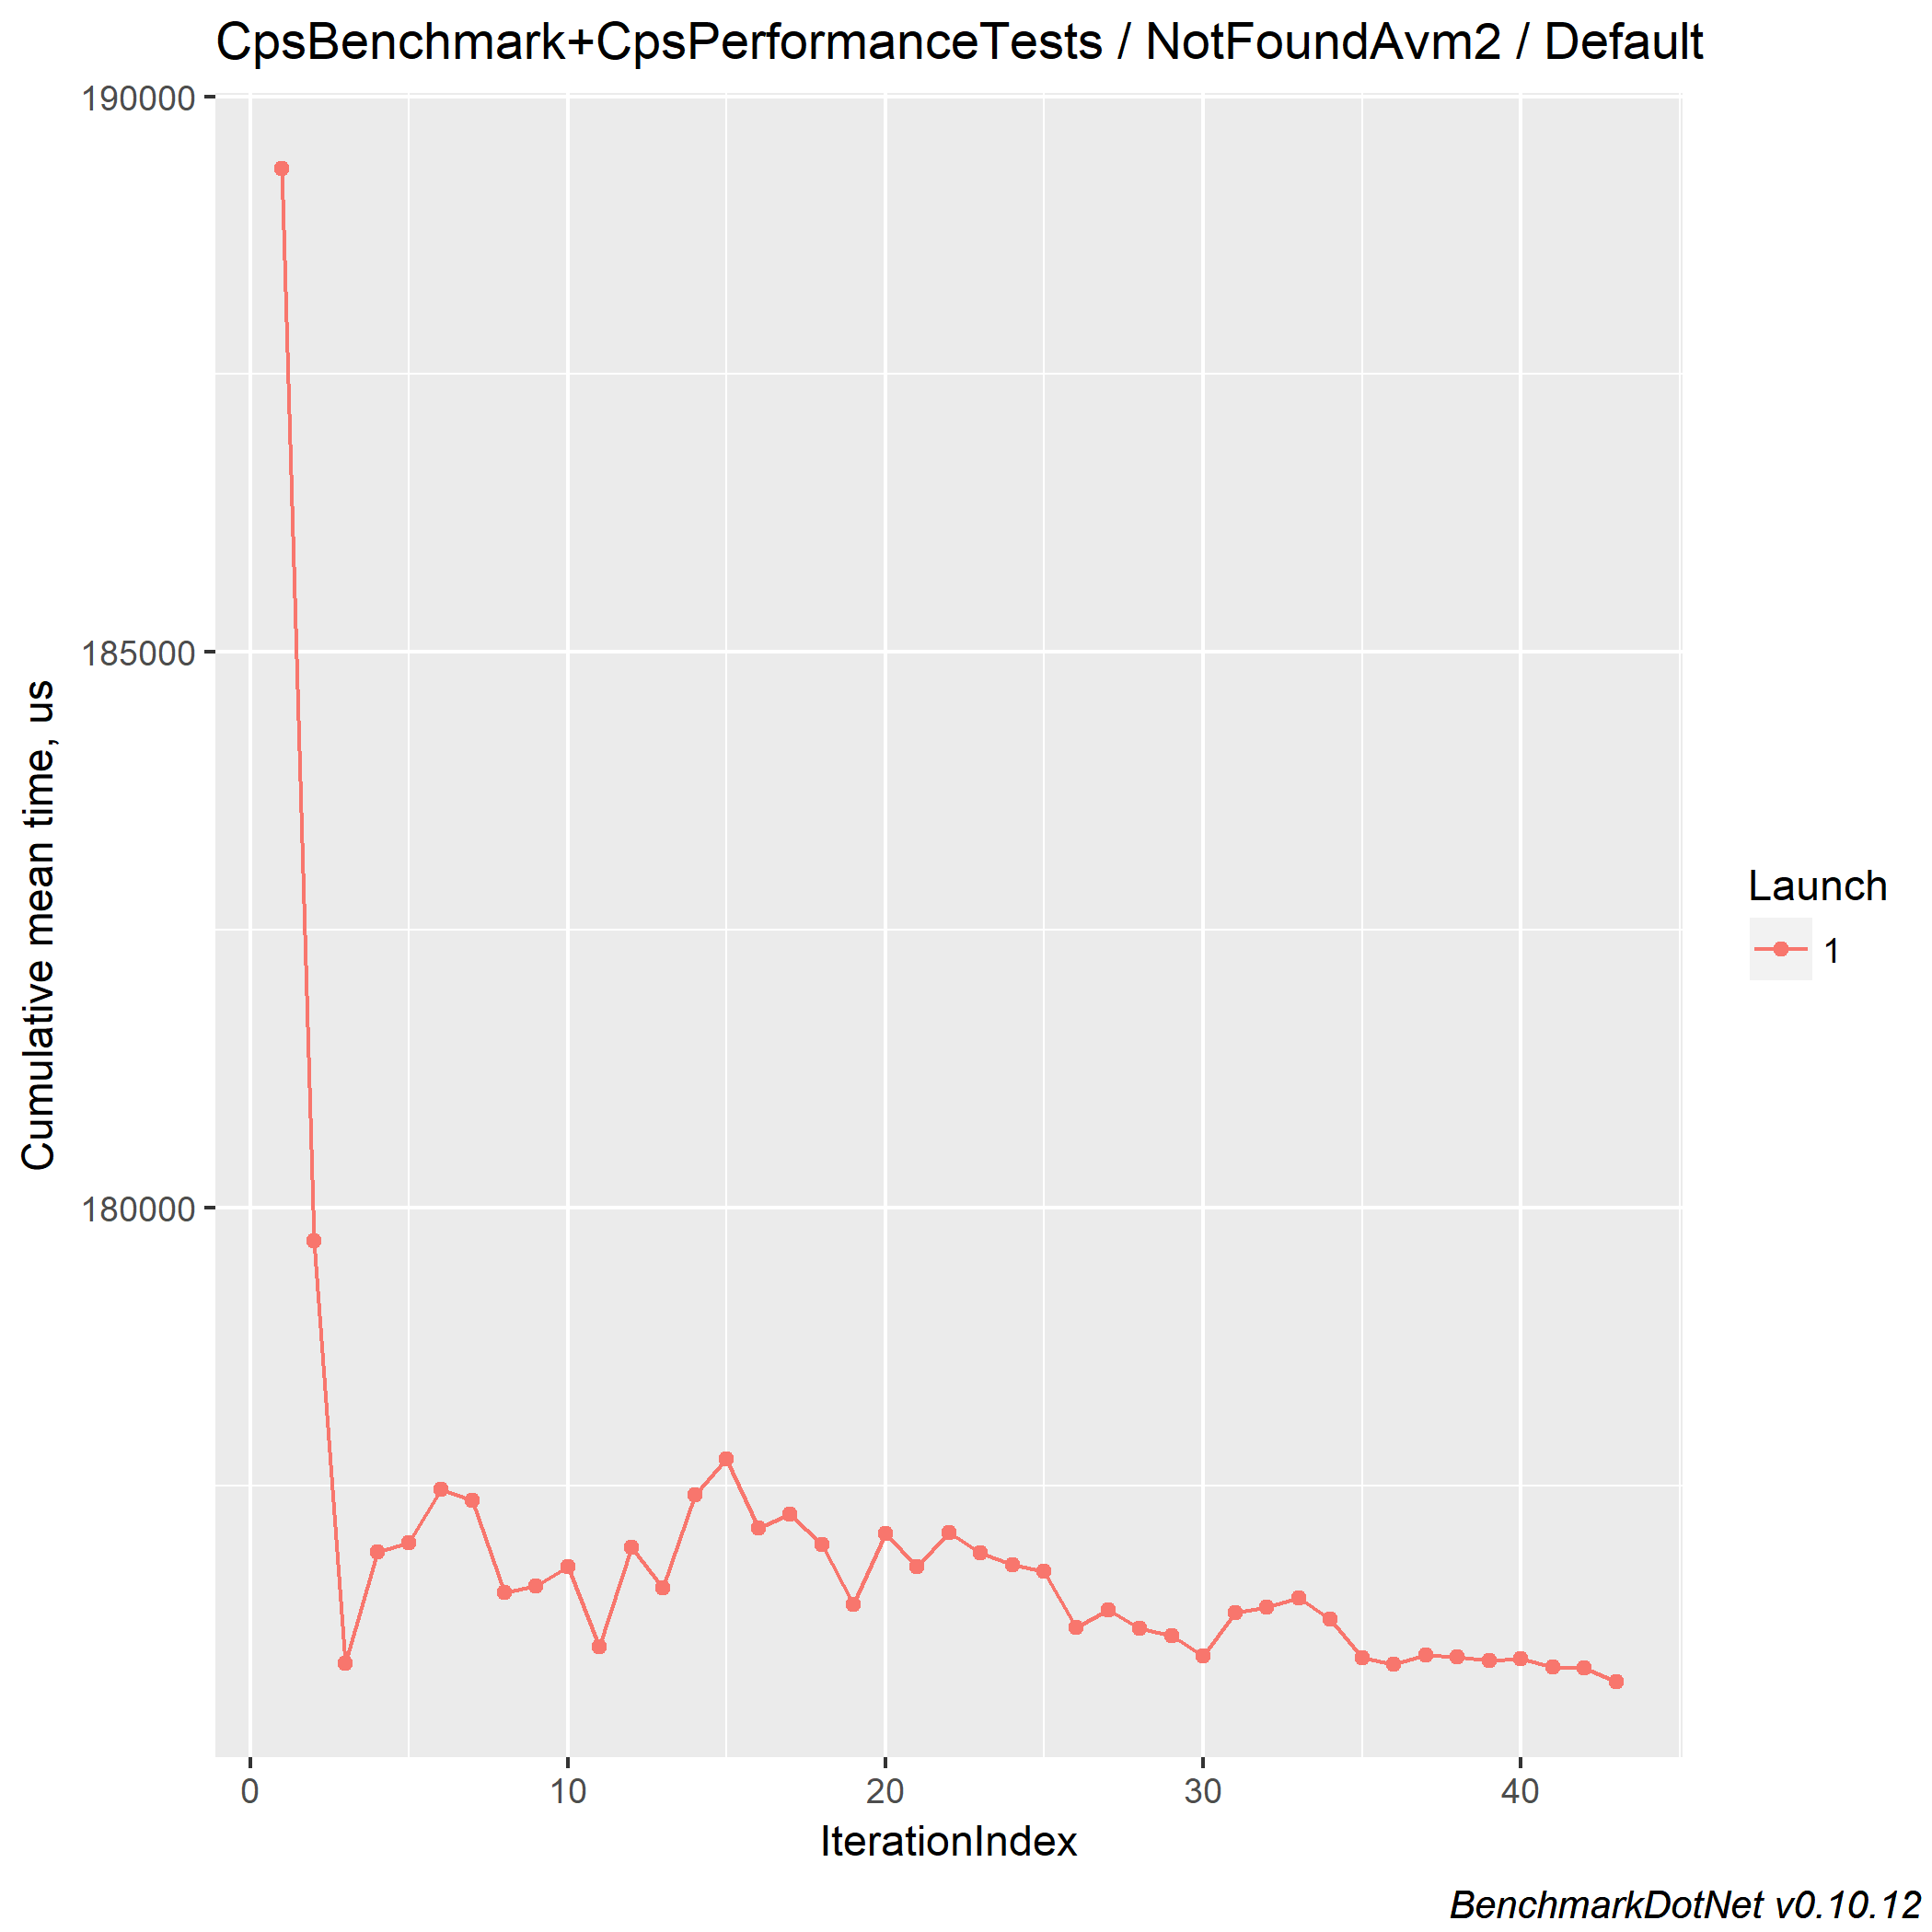 CpsBenchmark+CpsPerformanceTests / NotFoundAvm2 / Default
190000
185000
180000
Cumulative mean time, us
0 10 20 30 40
IterationIndex
Launch
1
BenchmarkDotNet v0.10.12